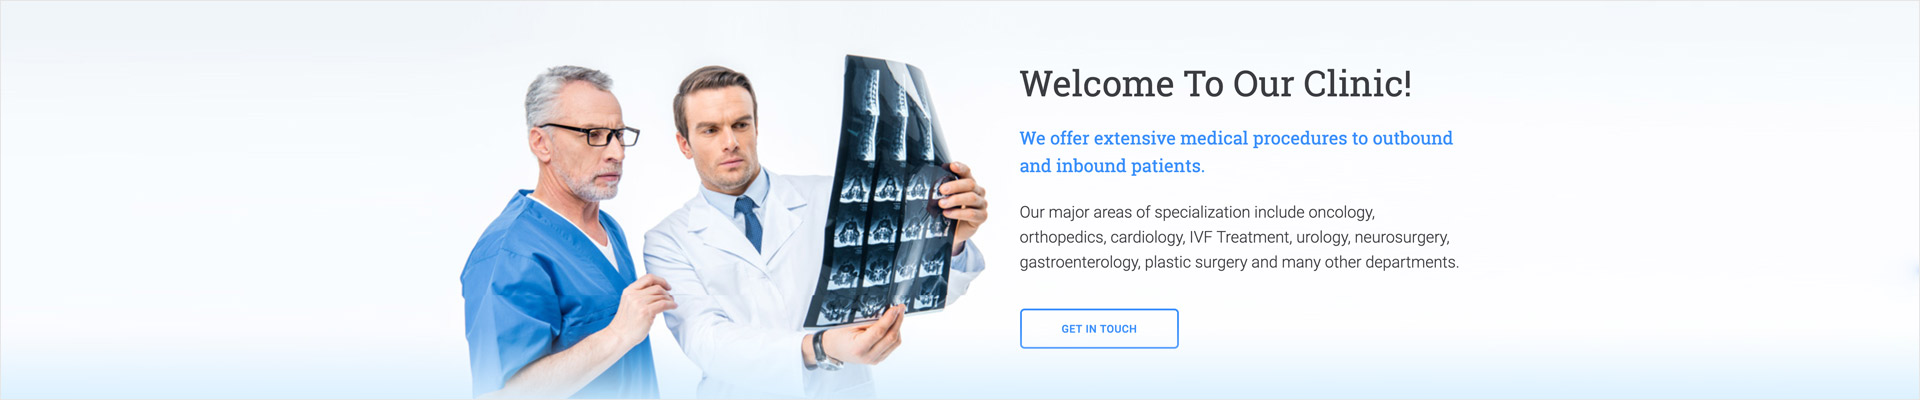 Welcome To Our Clinic!
We offer extensive medical procedures to outbound
and inbound patients.
Our major areas of specialization include oncology,
orthopedics, cardiology, IVF Treatment, urology, neurosurgery,
gastroenterology, plastic surgery and many other departments.
GET IN TOUCH